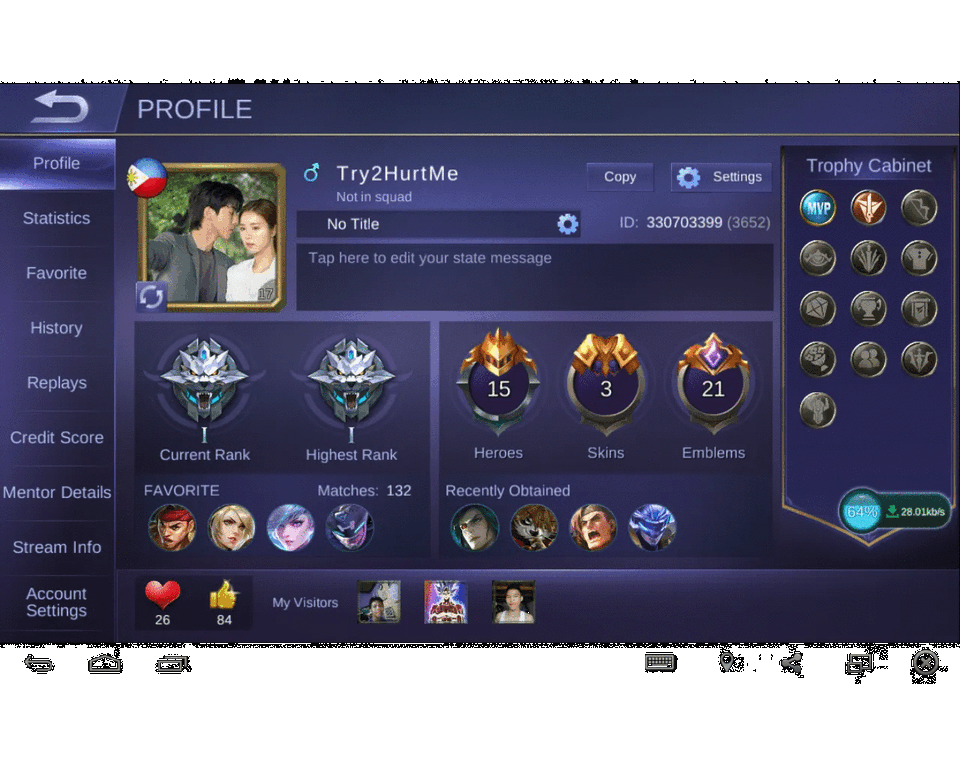 PROFILE
Profile
Statistics
Favorite
History
Replays
Credit Score
Mentor Details
Stream Info
Account
Settings
17
Try2HurtMe
Not in squad
Copy
Settings
No Title
ID: 330703399 (3652)
Tap here to edit your state message
I
Current Rank
I
Highest Rank
15
Heroes
3
Skins
21
Emblems
FAVORITE
Matches: 132
Recently Obtained
26
84
My Visitors
Trophy Cabinet
MVP
64%
28.01kb/s